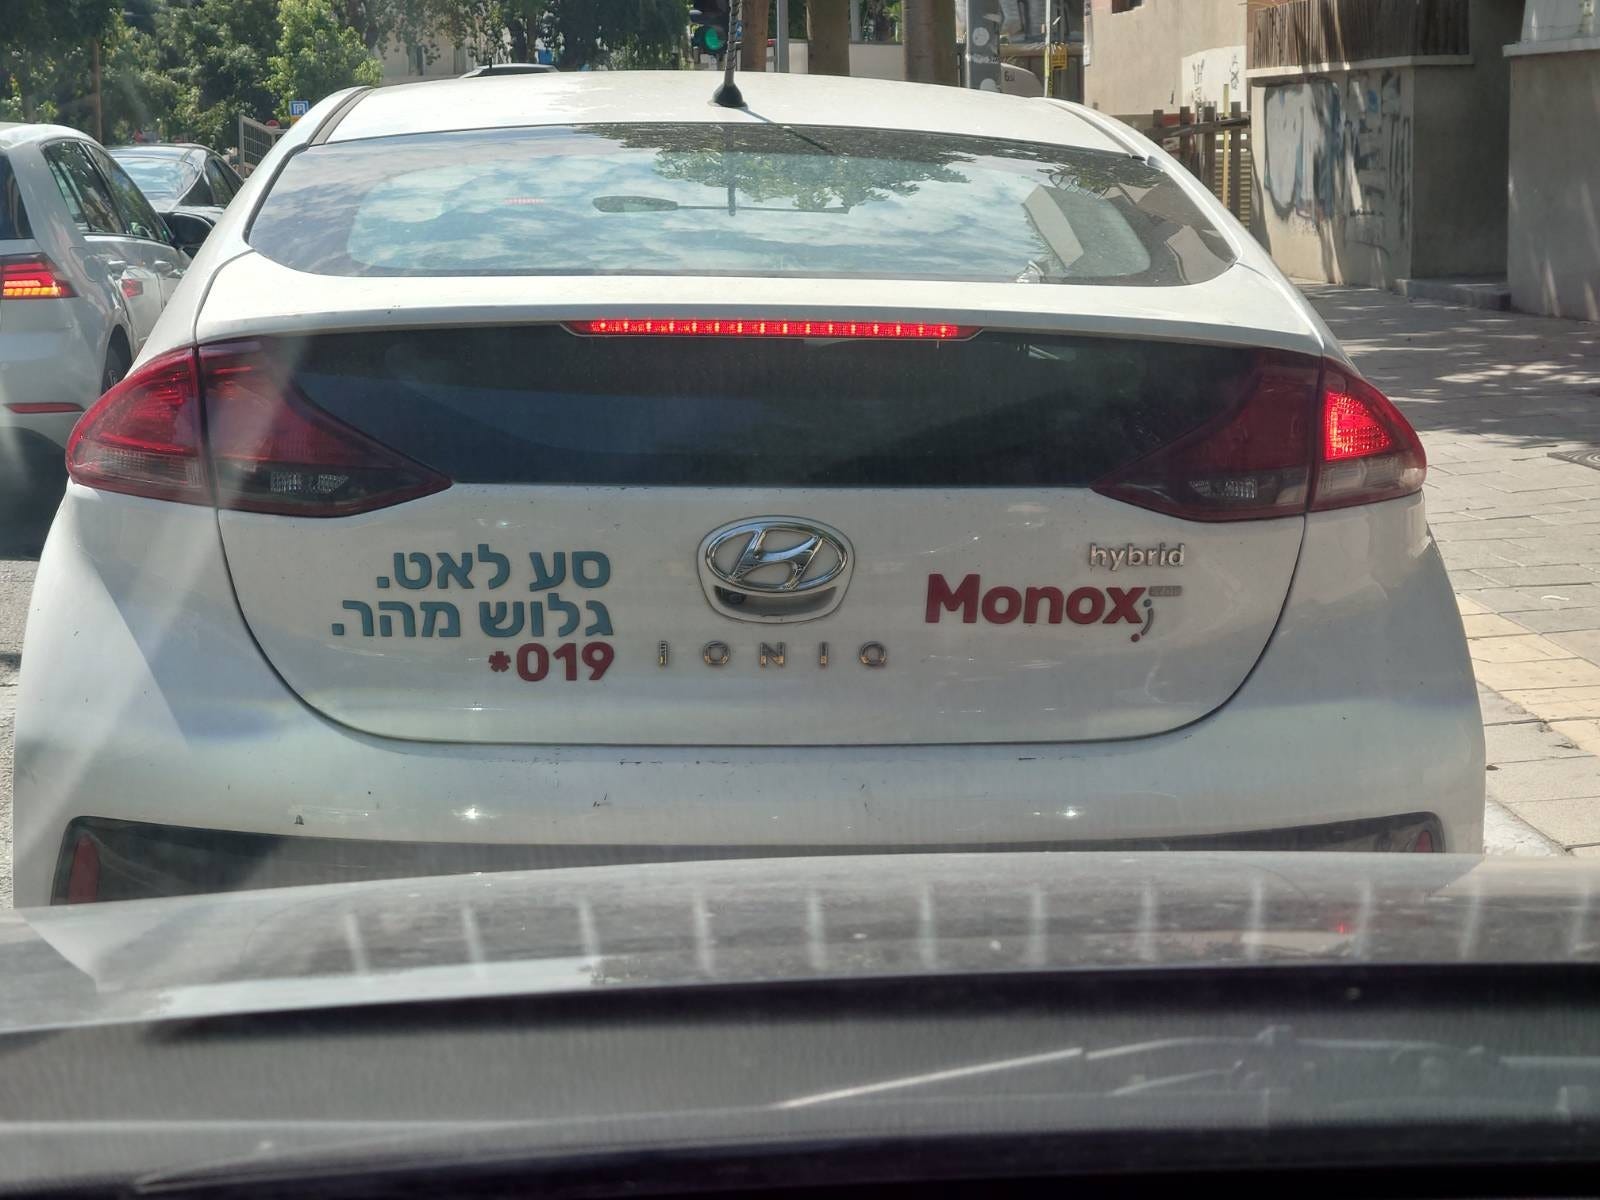 סע לאט.
גלוש מהר.
*019
IONIQ
hybrid
Monox